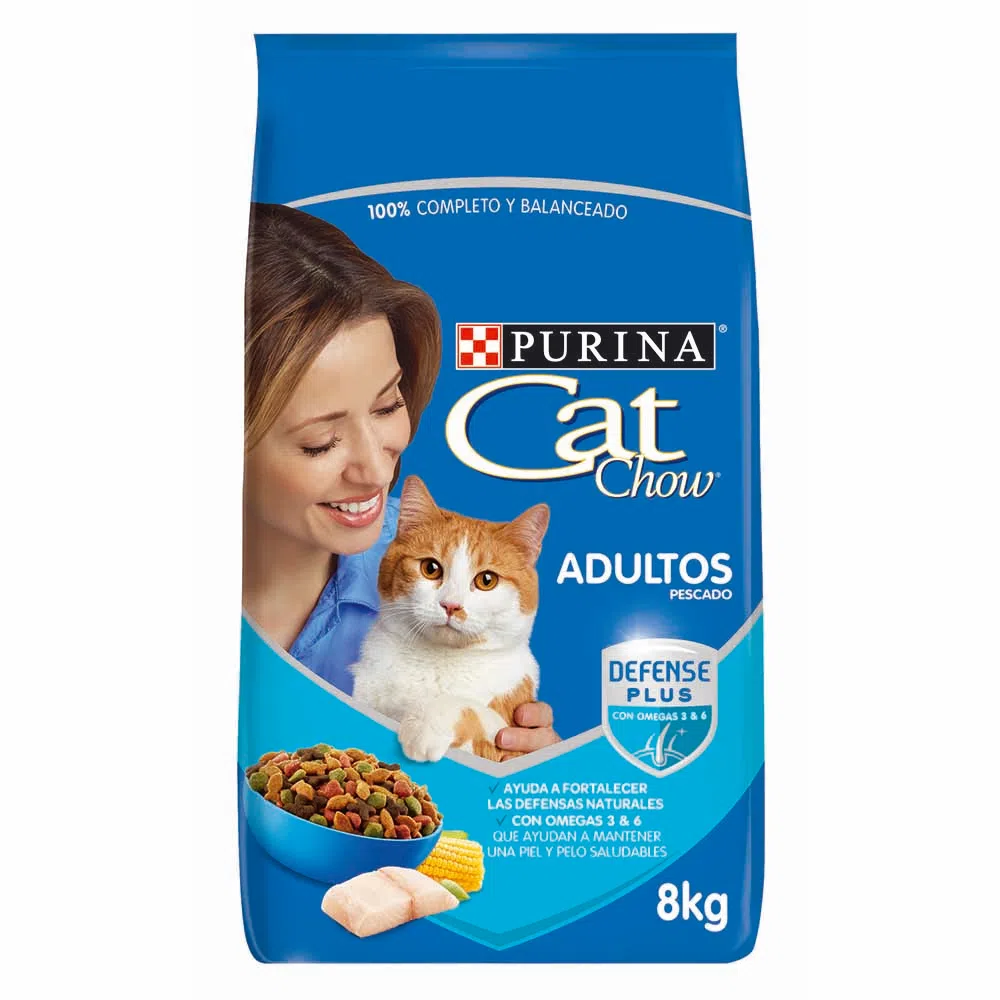 100% COMPLETO Y BALANCEADO
PURINA®
Cat
Chow®
ADULTOS
PESCADO
DEFENSE
PLUS
CON OMEGAS 3 & 6
AYUDA A FORTALECER
LAS DEFENSAS NATURALES
CON OMEGAS 3 & 6
QUE AYUDAN A MANTENER
UNA PIEL Y PELO SALUDABLES
8kg